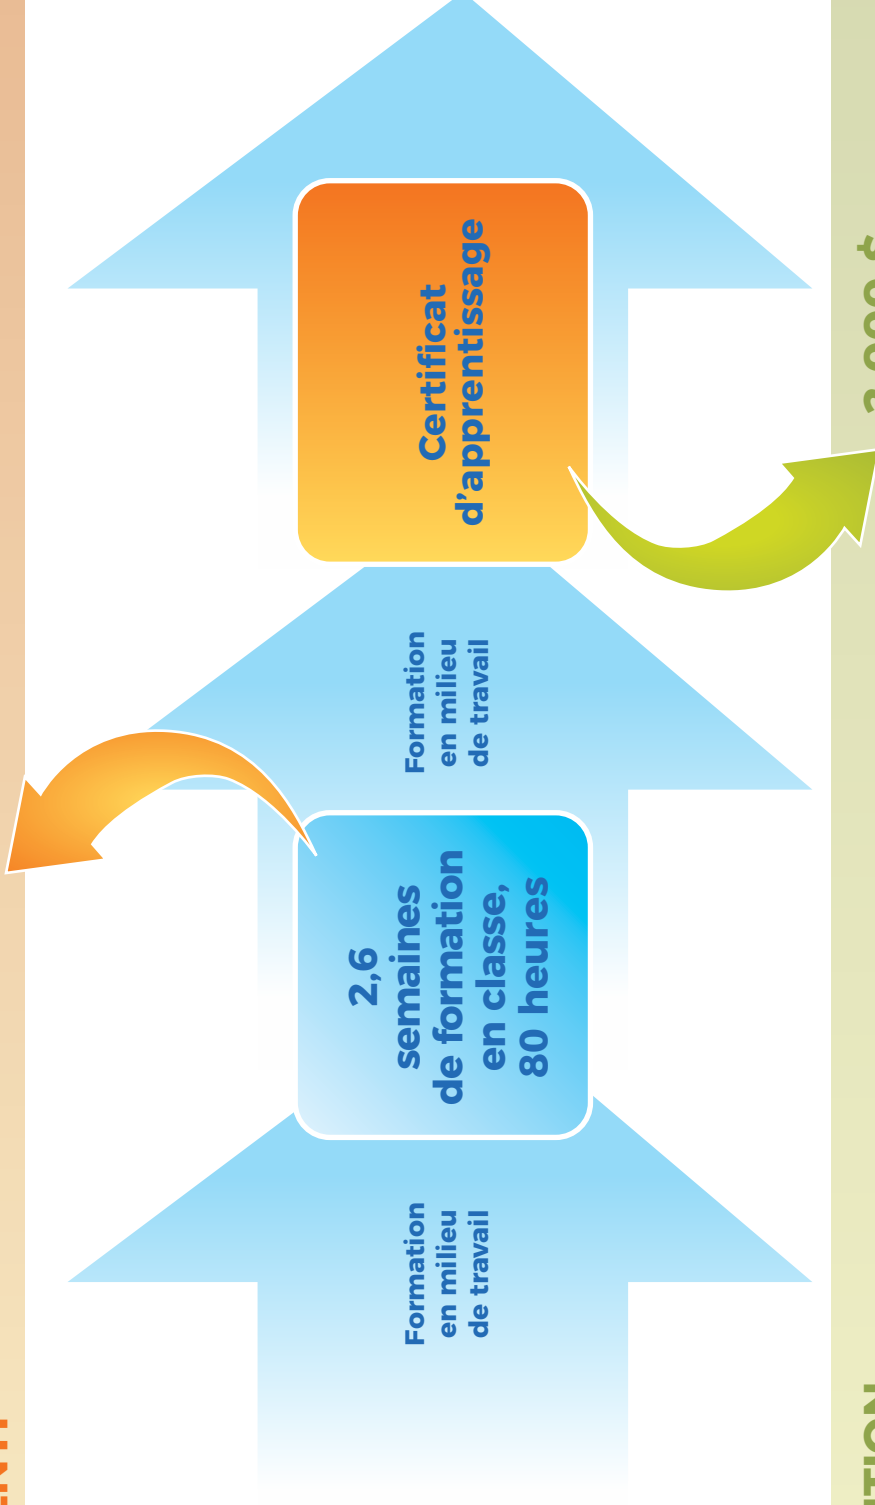 Formation
en milieu
de travail
2,6
semaines
de formation
en classe,
80 heures
Formation
en milieu
de travail
Certificat
d'apprentissage